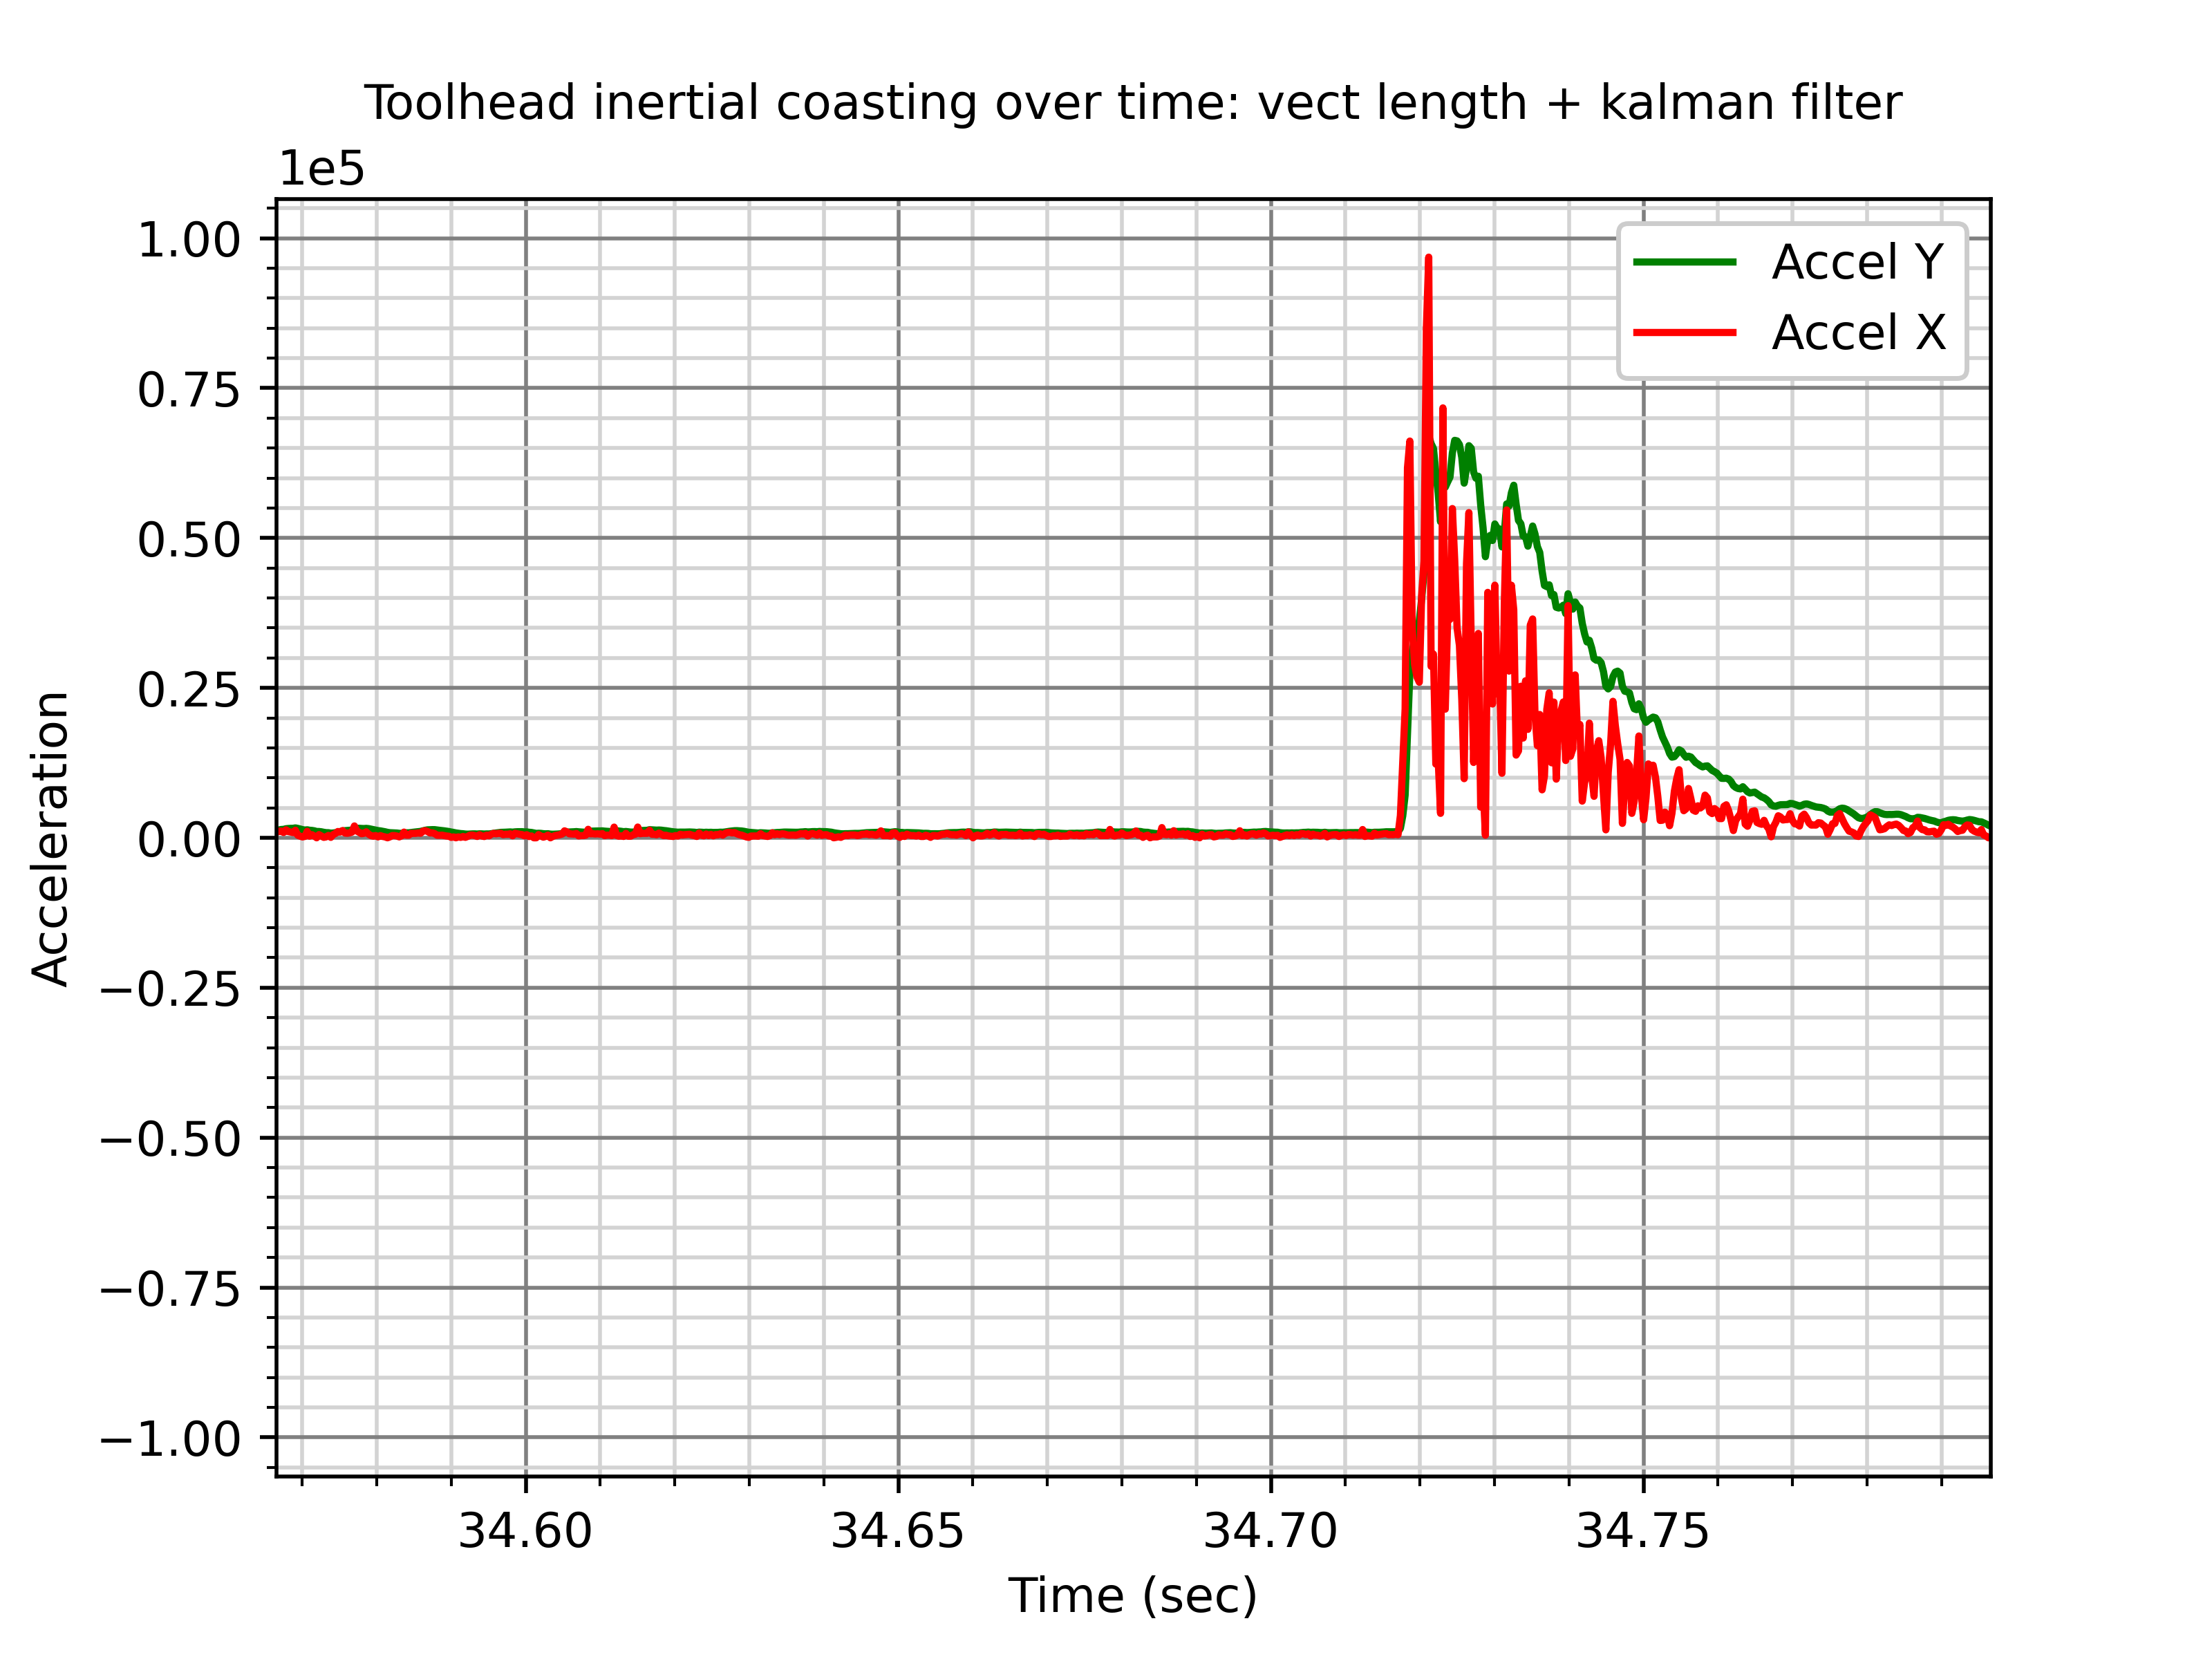 Toolhead inertial coasting over time: vect length + kalman filter
1e5
1.00
0.75
0.50
0.25
0.00
−0.25
−0.50
−0.75
−1.00
Acceleration
Accel Y
Accel X
34.60 34.65 34.70 34.75
Time (sec)